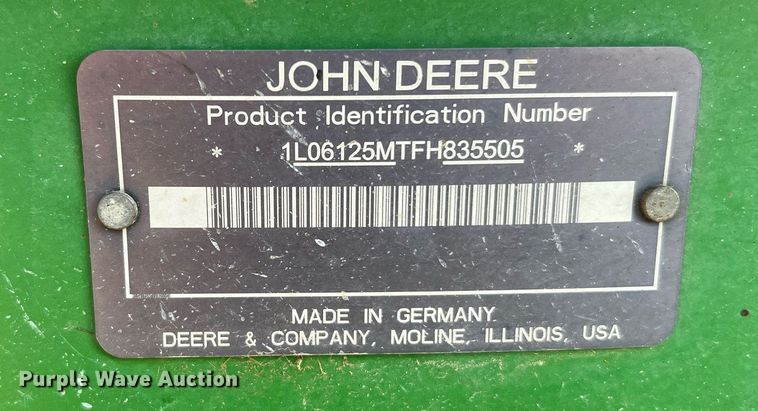 JOHN DEERE
Product Identification Number
* 1L06125MTFH835505 *
MADE IN GERMANY
DEERE & COMPANY, MOLINE, ILLINOIS, USA
Purple Wave Auction